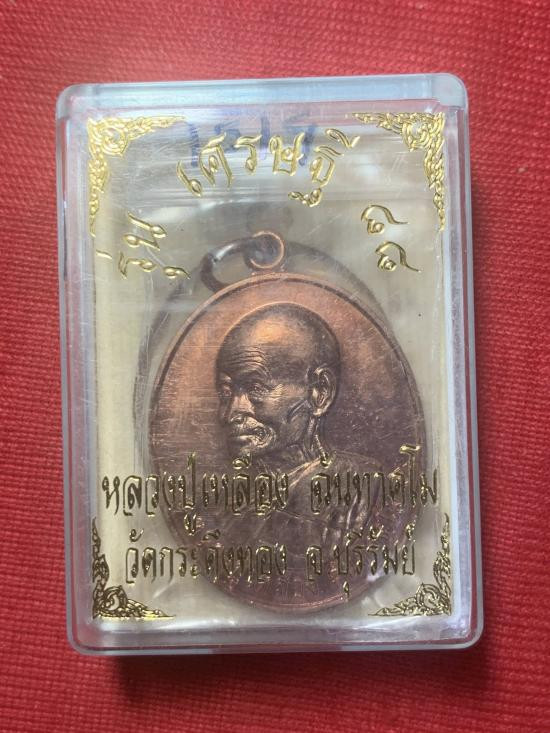 รุ่น เศรษฐี
หลวงปู่เหลือง ฉันทาคโม
วัดกระดึงทอง จ.บุรีรัมย์